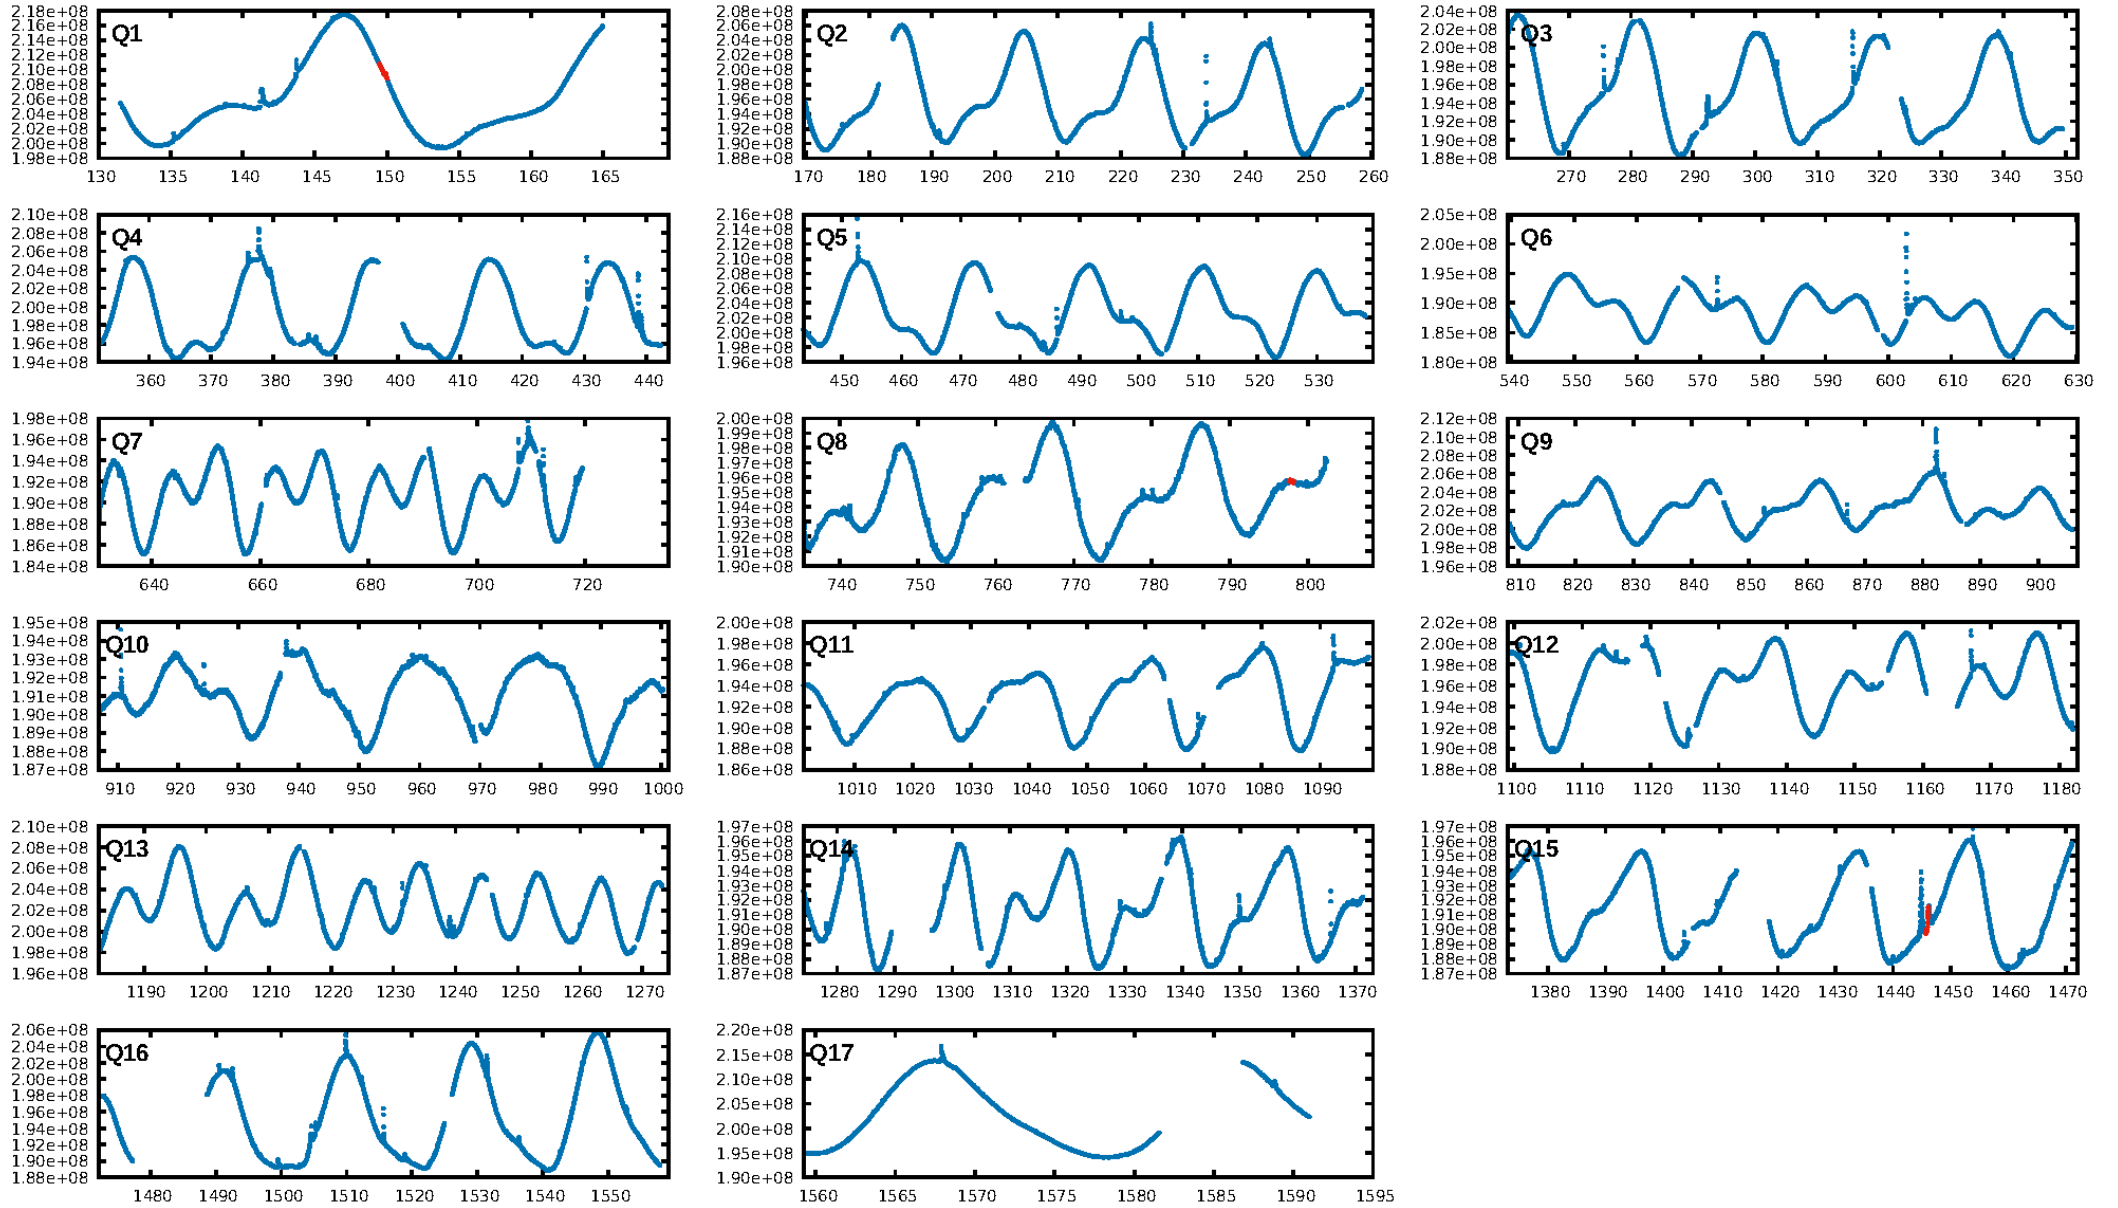 2.18e+08
2.16e+08
2.14e+08
2.12e+08
2.10e+08
2.08e+08
2.06e+08
2.04e+08
2.02e+08
2.00e+08
1.98e+08
Q1
130 135 140 145 150 155 160 165
2.08e+08
2.06e+08
2.04e+08
2.02e+08
2.00e+08
1.98e+08
1.96e+08
1.94e+08
1.92e+08
1.90e+08
1.88e+08
Q2
170 180 190 200 210 220 230 240 250 260
2.04e+08
2.02e+08
2.00e+08
1.98e+08
1.96e+08
1.94e+08
1.92e+08
1.90e+08
1.88e+08
Q3
270 280 290 300 310 320 330 340 350
2.10e+08
2.08e+08
2.06e+08
2.04e+08
2.02e+08
2.00e+08
1.98e+08
1.96e+08
1.94e+08
Q4
360 370 380 390 400 410 420 430 440
2.16e+08
2.14e+08
2.12e+08
2.10e+08
2.08e+08
2.06e+08
2.04e+08
2.02e+08
2.00e+08
1.98e+08
1.96e+08
Q5
450 460 470 480 490 500 510 520 530
2.05e+08
2.00e+08
1.95e+08
1.90e+08
1.85e+08
1.80e+08
Q6
540 550 560 570 580 590 600 610 620 630
1.98e+08
1.96e+08
1.94e+08
1.92e+08
1.90e+08
1.88e+08
1.86e+08
1.84e+08
Q7
640 660 680 700 720
2.00e+08
1.99e+08
1.98e+08
1.97e+08
1.96e+08
1.95e+08
1.94e+08
1.93e+08
1.92e+08
1.91e+08
1.90e+08
Q8
740 750 760 770 780 790 800
2.12e+08
2.10e+08
2.08e+08
2.06e+08
2.04e+08
2.02e+08
2.00e+08
1.98e+08
1.96e+08
Q9
810 820 830 840 850 860 870 880 890 900
1.95e+08
1.94e+08
1.93e+08
1.92e+08
1.91e+08
1.90e+08
1.89e+08
1.88e+08
1.87e+08
Q10
910 920 930 940 950 960 970 980 990 1000
2.00e+08
1.98e+08
1.96e+08
1.94e+08
1.92e+08
1.90e+08
1.88e+08
1.86e+08
Q11
1010 1020 1030 1040 1050 1060 1070 1080 1090
2.02e+08
2.00e+08
1.98e+08
1.96e+08
1.94e+08
1.92e+08
1.90e+08
1.88e+08
Q12
1100 1110 1120 1130 1140 1150 1160 1170 1180
2.10e+08
2.08e+08
2.06e+08
2.04e+08
2.02e+08
2.00e+08
1.98e+08
1.96e+08
Q13
1190 1200 1210 1220 1230 1240 1250 1260 1270
1.97e+08
1.96e+08
1.95e+08
1.94e+08
1.93e+08
1.92e+08
1.91e+08
1.90e+08
1.89e+08
1.88e+08
1.87e+08
Q14
1280 1290 1300 1310 1320 1330 1340 1350 1360 1370
1.97e+08
1.96e+08
1.95e+08
1.94e+08
1.93e+08
1.92e+08
1.91e+08
1.90e+08
1.89e+08
1.88e+08
1.87e+08
Q15
1380 1390 1400 1410 1420 1430 1440 1450 1460 1470
2.06e+08
2.04e+08
2.02e+08
2.00e+08
1.98e+08
1.96e+08
1.94e+08
1.92e+08
1.90e+08
1.88e+08
Q16
1480 1490 1500 1510 1520 1530 1540 1550
2.20e+08
2.15e+08
2.10e+08
2.05e+08
2.00e+08
1.95e+08
1.90e+08
Q17
1560 1565 1570 1575 1580 1585 1590 1595